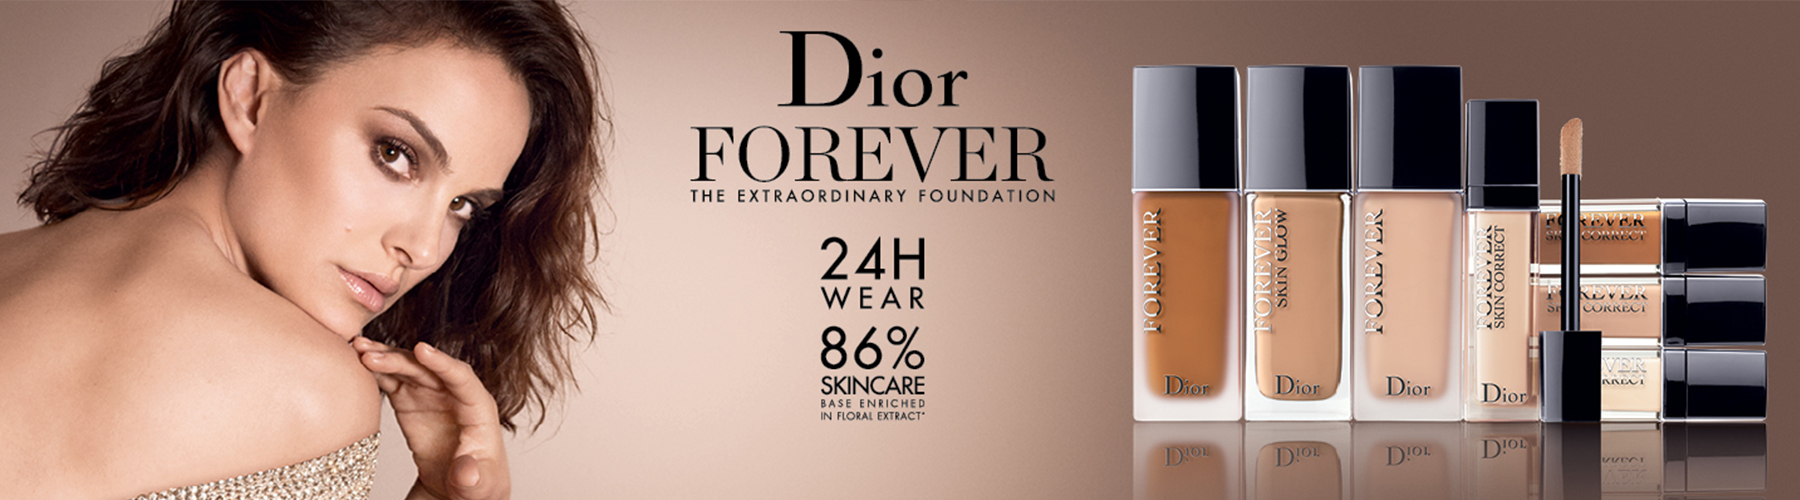 Dior
FOREVER
THE EXTRAORDINARY FOUNDATION
24H
WEAR
86%
SKINCARE
BASE ENRICHED
IN FLORAL EXTRACT*
FOREVER
Dior
FOREVER
SKIN GLOW
Dior
FOREVER
Dior
FOREVER
SKIN CORRECT
Dior
FOREVER
SKIN CORRECT
FOREVER
CORRECT